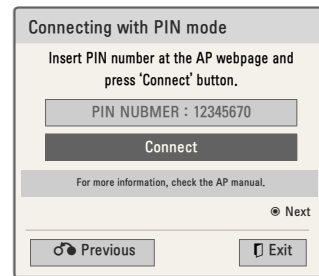 Connecting with PIN mode
Insert PIN number at the AP webpage and
press ‘Connect’ button.
PIN NUBMER : 12345670
Connect
For more information, check the AP manual.
Next
Previous
Exit